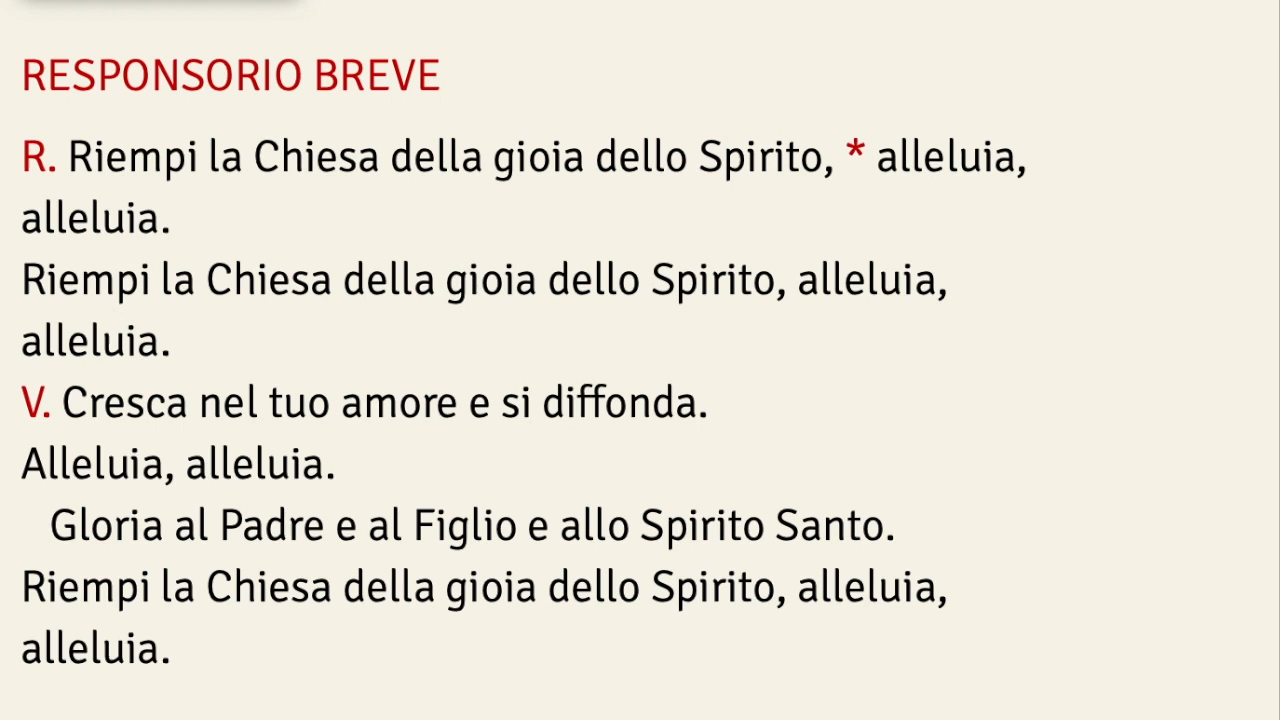 RESPONSORIO BREVE
R. Riempi la Chiesa della gioia dello Spirito, * alleluia,
alleluia.
Riempi la Chiesa della gioia dello Spirito, alleluia,
alleluia.
V. Cresca nel tuo amore e si diffonda.
Alleluia, alleluia.
Gloria al Padre e al Figlio e allo Spirito Santo.
Riempi la Chiesa della gioia dello Spirito, alleluia,
alleluia.